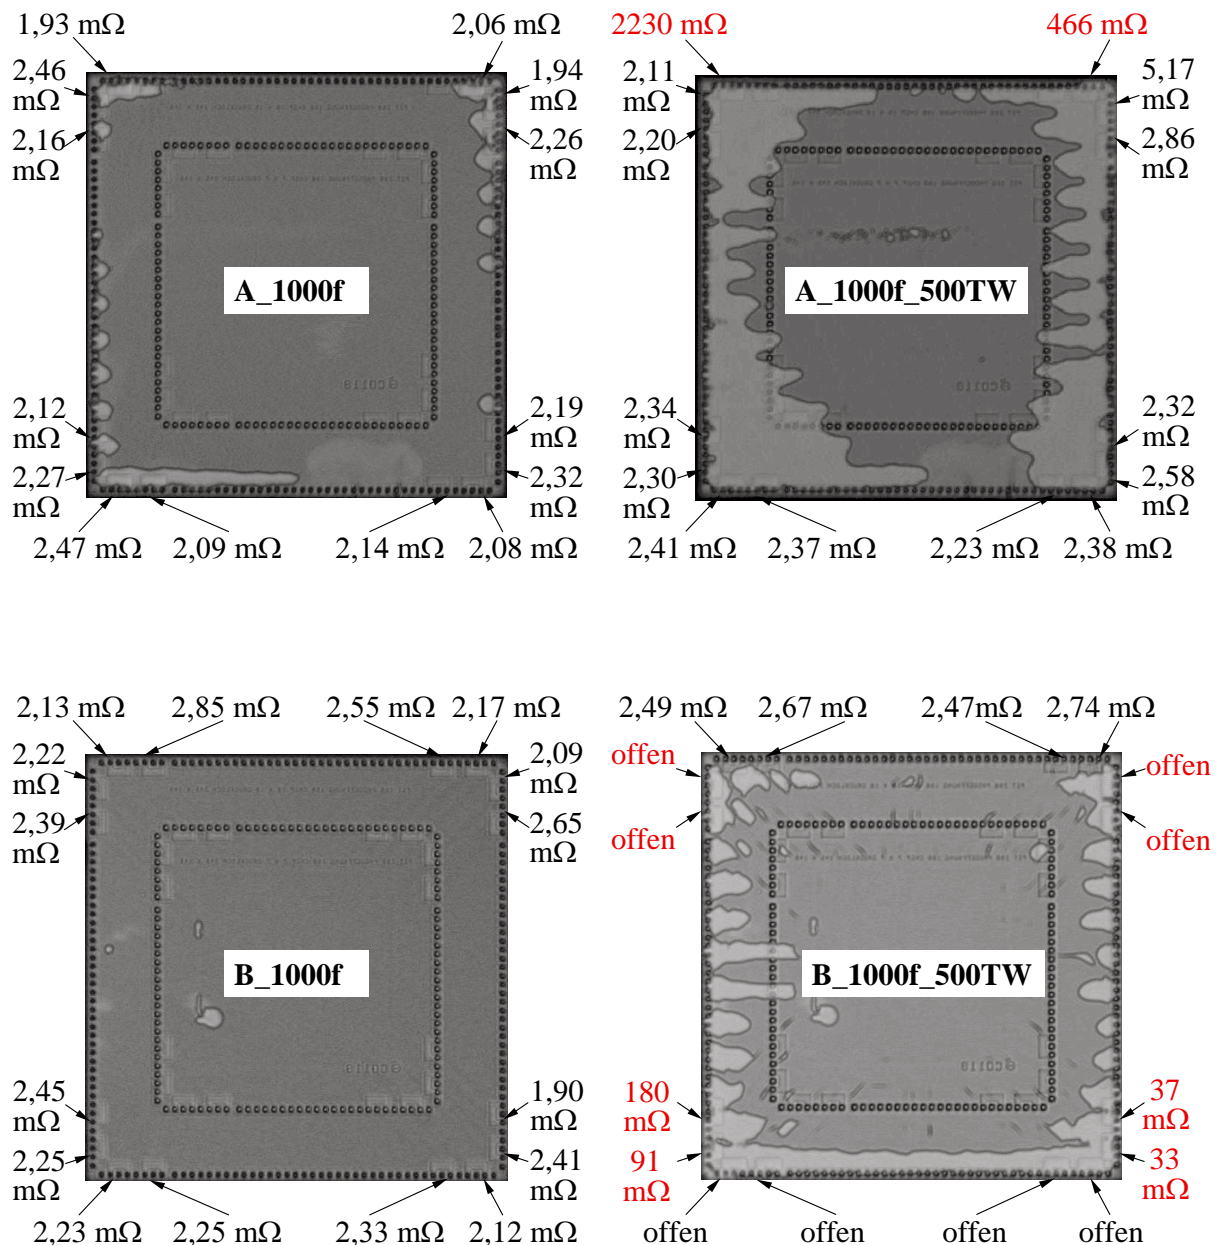 1,93 mΩ
2,06 mΩ
2,46
mΩ
2,16
mΩ
1,94
mΩ
2,26
mΩ
A_1000f
2,12
mΩ
2,27
mΩ
2,19
mΩ
2,32
mΩ
2,47 mΩ
2,09 mΩ
2,14 mΩ
2,08 mΩ
2230 mΩ
466 mΩ
2,11
mΩ
2,20
mΩ
5,17
mΩ
2,86
mΩ
A_1000f_500TW
2,34
mΩ
2,30
mΩ
2,32
mΩ
2,58
mΩ
2,41 mΩ
2,37 mΩ
2,23 mΩ
2,38 mΩ
2,13 mΩ
2,85 mΩ
2,55 mΩ
2,17 mΩ
2,22
mΩ
2,39
mΩ
2,09
mΩ
2,65
mΩ
B_1000f
2,45
mΩ
2,25
mΩ
1,90
mΩ
2,41
mΩ
2,23 mΩ
2,25 mΩ
2,33 mΩ
2,12 mΩ
2,49 mΩ
2,67 mΩ
2,47mΩ
2,74 mΩ
offen
offen
offen
offen
B_1000f_500TW
180
mΩ
91
mΩ
37
mΩ
33
mΩ
offen
offen
offen
offen